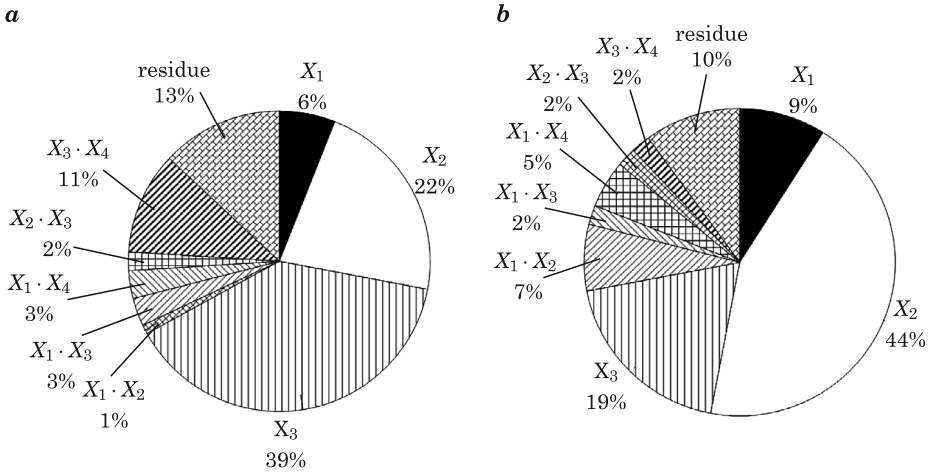 a
residue
13%
X₁
6%
X₂
22%
X₃
39%
X₁ · X₂
1%
X₁ · X₃
3%
X₁ · X₄
3%
X₂ · X₃
2%
X₃ · X₄
11%
b
residue
10%
X₁
9%
X₂
44%
X₃
19%
X₁ · X₂
7%
X₁ · X₃
2%
X₁ · X₄
5%
X₂ · X₃
2%
X₃ · X₄
2%